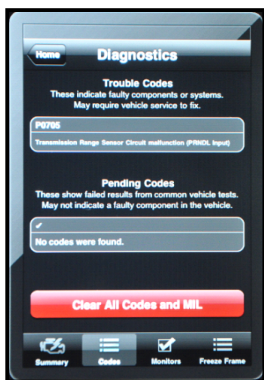 Home
Diagnostics
Trouble Codes
These indicate faulty components or systems.
May require vehicle service to fix.
P0705
Transmission Range Sensor Circuit malfunction (PRNDL Input)
Pending Codes
These show failed results from common vehicle tests.
May not indicate a faulty component in the vehicle.
✓
No codes were found.
Clear All Codes and MIL
Summary
Codes
Monitors
Freeze Frame